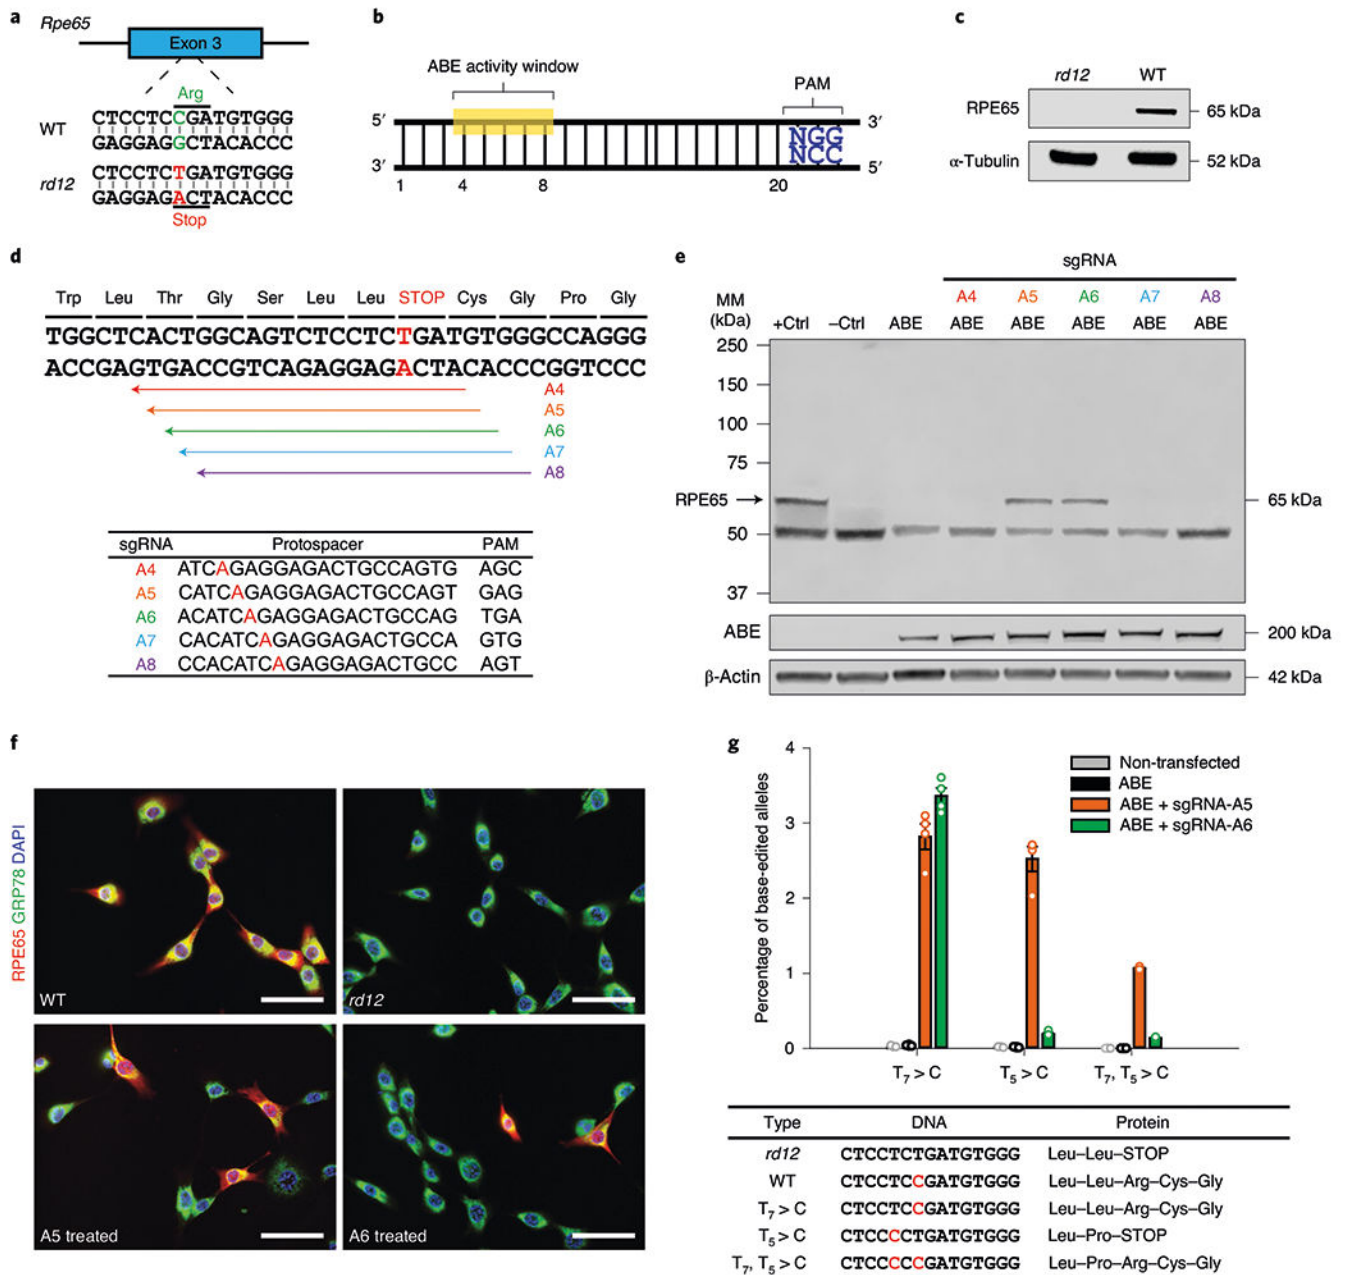 a
Rpe65
Exon 3
Arg
WT
CTCCTCCGATGTGGG
GAGGAGGCTACACCC
rd12
CTCCTCTGATGTGGG
GAGGAGACTACACCC
Stop
b
ABE activity window
PAM
5′ NGG 3′
3′ NCC 5′
1 4 8 20
c
rd12 WT
RPE65 65 kDa
α-Tubulin 52 kDa
d
Trp Leu Thr Gly Ser Leu Leu STOP Cys Gly Pro Gly
TGGCTCACTGGCAGTCTCCTCTGATGTGGGCCAGGG
ACCGAGTGACCGTCAGAGGAGACTACACCCGGTCCC
A4
A5
A6
A7
A8
sgRNA Protospacer PAM
A4 ATCAGAGGAGACTGCCAGTG AGC
A5 CATCAGAGGAGACTGCCAGT GAG
A6 ACATCAGAGGAGACTGCCAG TGA
A7 CACATCAGAGGAGACTGCCA GTG
A8 CCACATCAGAGGAGACTGCC AGT
e
sgRNA
MM (kDa)
A4 A5 A6 A7 A8
+Ctrl –Ctrl ABE ABE ABE ABE ABE ABE
250
150
100
75
RPE65 65 kDa
50
37
ABE 200 kDa
β-Actin 42 kDa
f
RPE65 GRP78 DAPI
WT
rd12
A5 treated
A6 treated
g
Percentage of base-edited alleles
4
3
2
1
0
Non-transfected
ABE
ABE + sgRNA-A5
ABE + sgRNA-A6
T7 > C T5 > C T7, T5 > C
Type DNA Protein
rd12 CTCCTCTGATGTGGG Leu–Leu–STOP
WT CTCCTCCGATGTGGG Leu–Leu–Arg–Cys–Gly
T7 > C CTCCTCCGATGTGGG Leu–Leu–Arg–Cys–Gly
T5 > C CTCCCCTGATGTGGG Leu–Pro–STOP
T7, T5 > C CTCCCCCGATGTGGG Leu–Pro–Arg–Cys–Gly